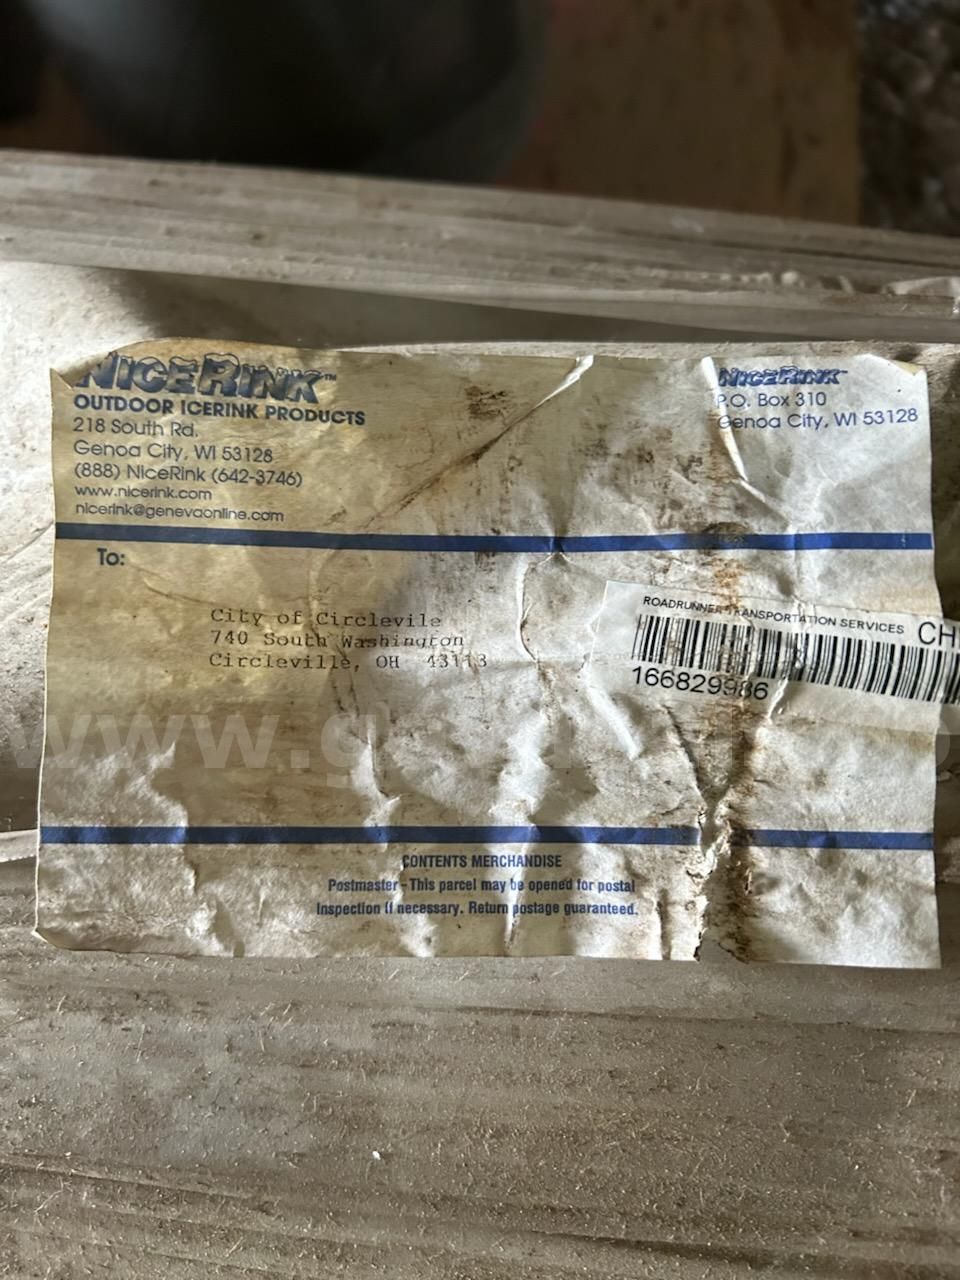 NICERINK™
OUTDOOR ICERINK PRODUCTS
218 South Rd.
Genoa City, WI 53128
(888) NiceRink (642-3746)
www.nicerink.com
nicerink@genevaonline.com
NICERINK™
P.O. Box 310
Genoa City, WI 53128
To:
City of Circlevile
740 South Washington
Circleville, OH 43113
ROADRUNNER TRANSPORTATION SERVICES
166829986
CONTENTS MERCHANDISE
Postmaster - This parcel may be opened for postal
inspection if necessary. Return postage guaranteed.